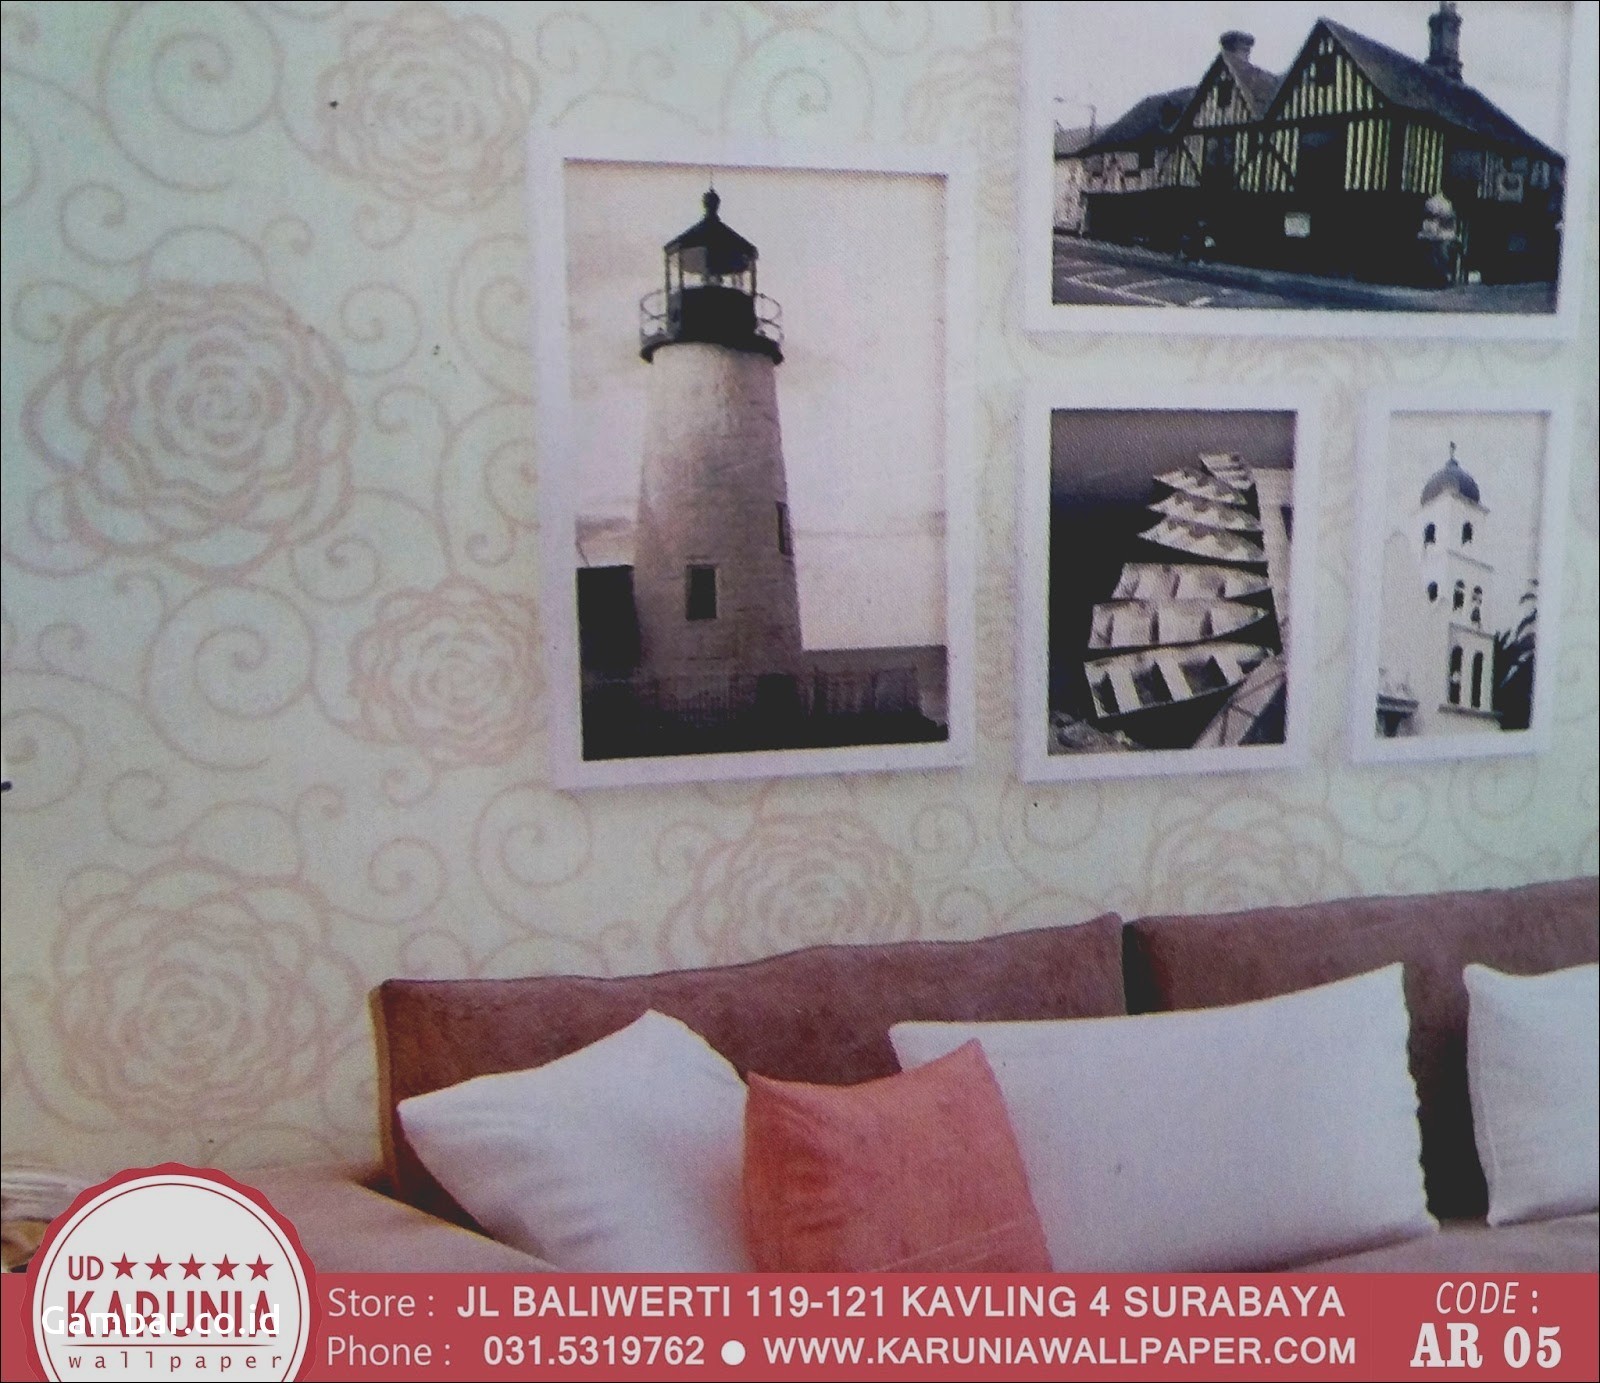 UD ★★★★★
KARUNIA
Gambar.co.id
wallpaper
Store : JL BALIWERTI 119-121 KAVLING 4 SURABAYA
Phone : 031.5319762 ● WWW.KARUNIAWALLPAPER.COM
CODE :
AR 05